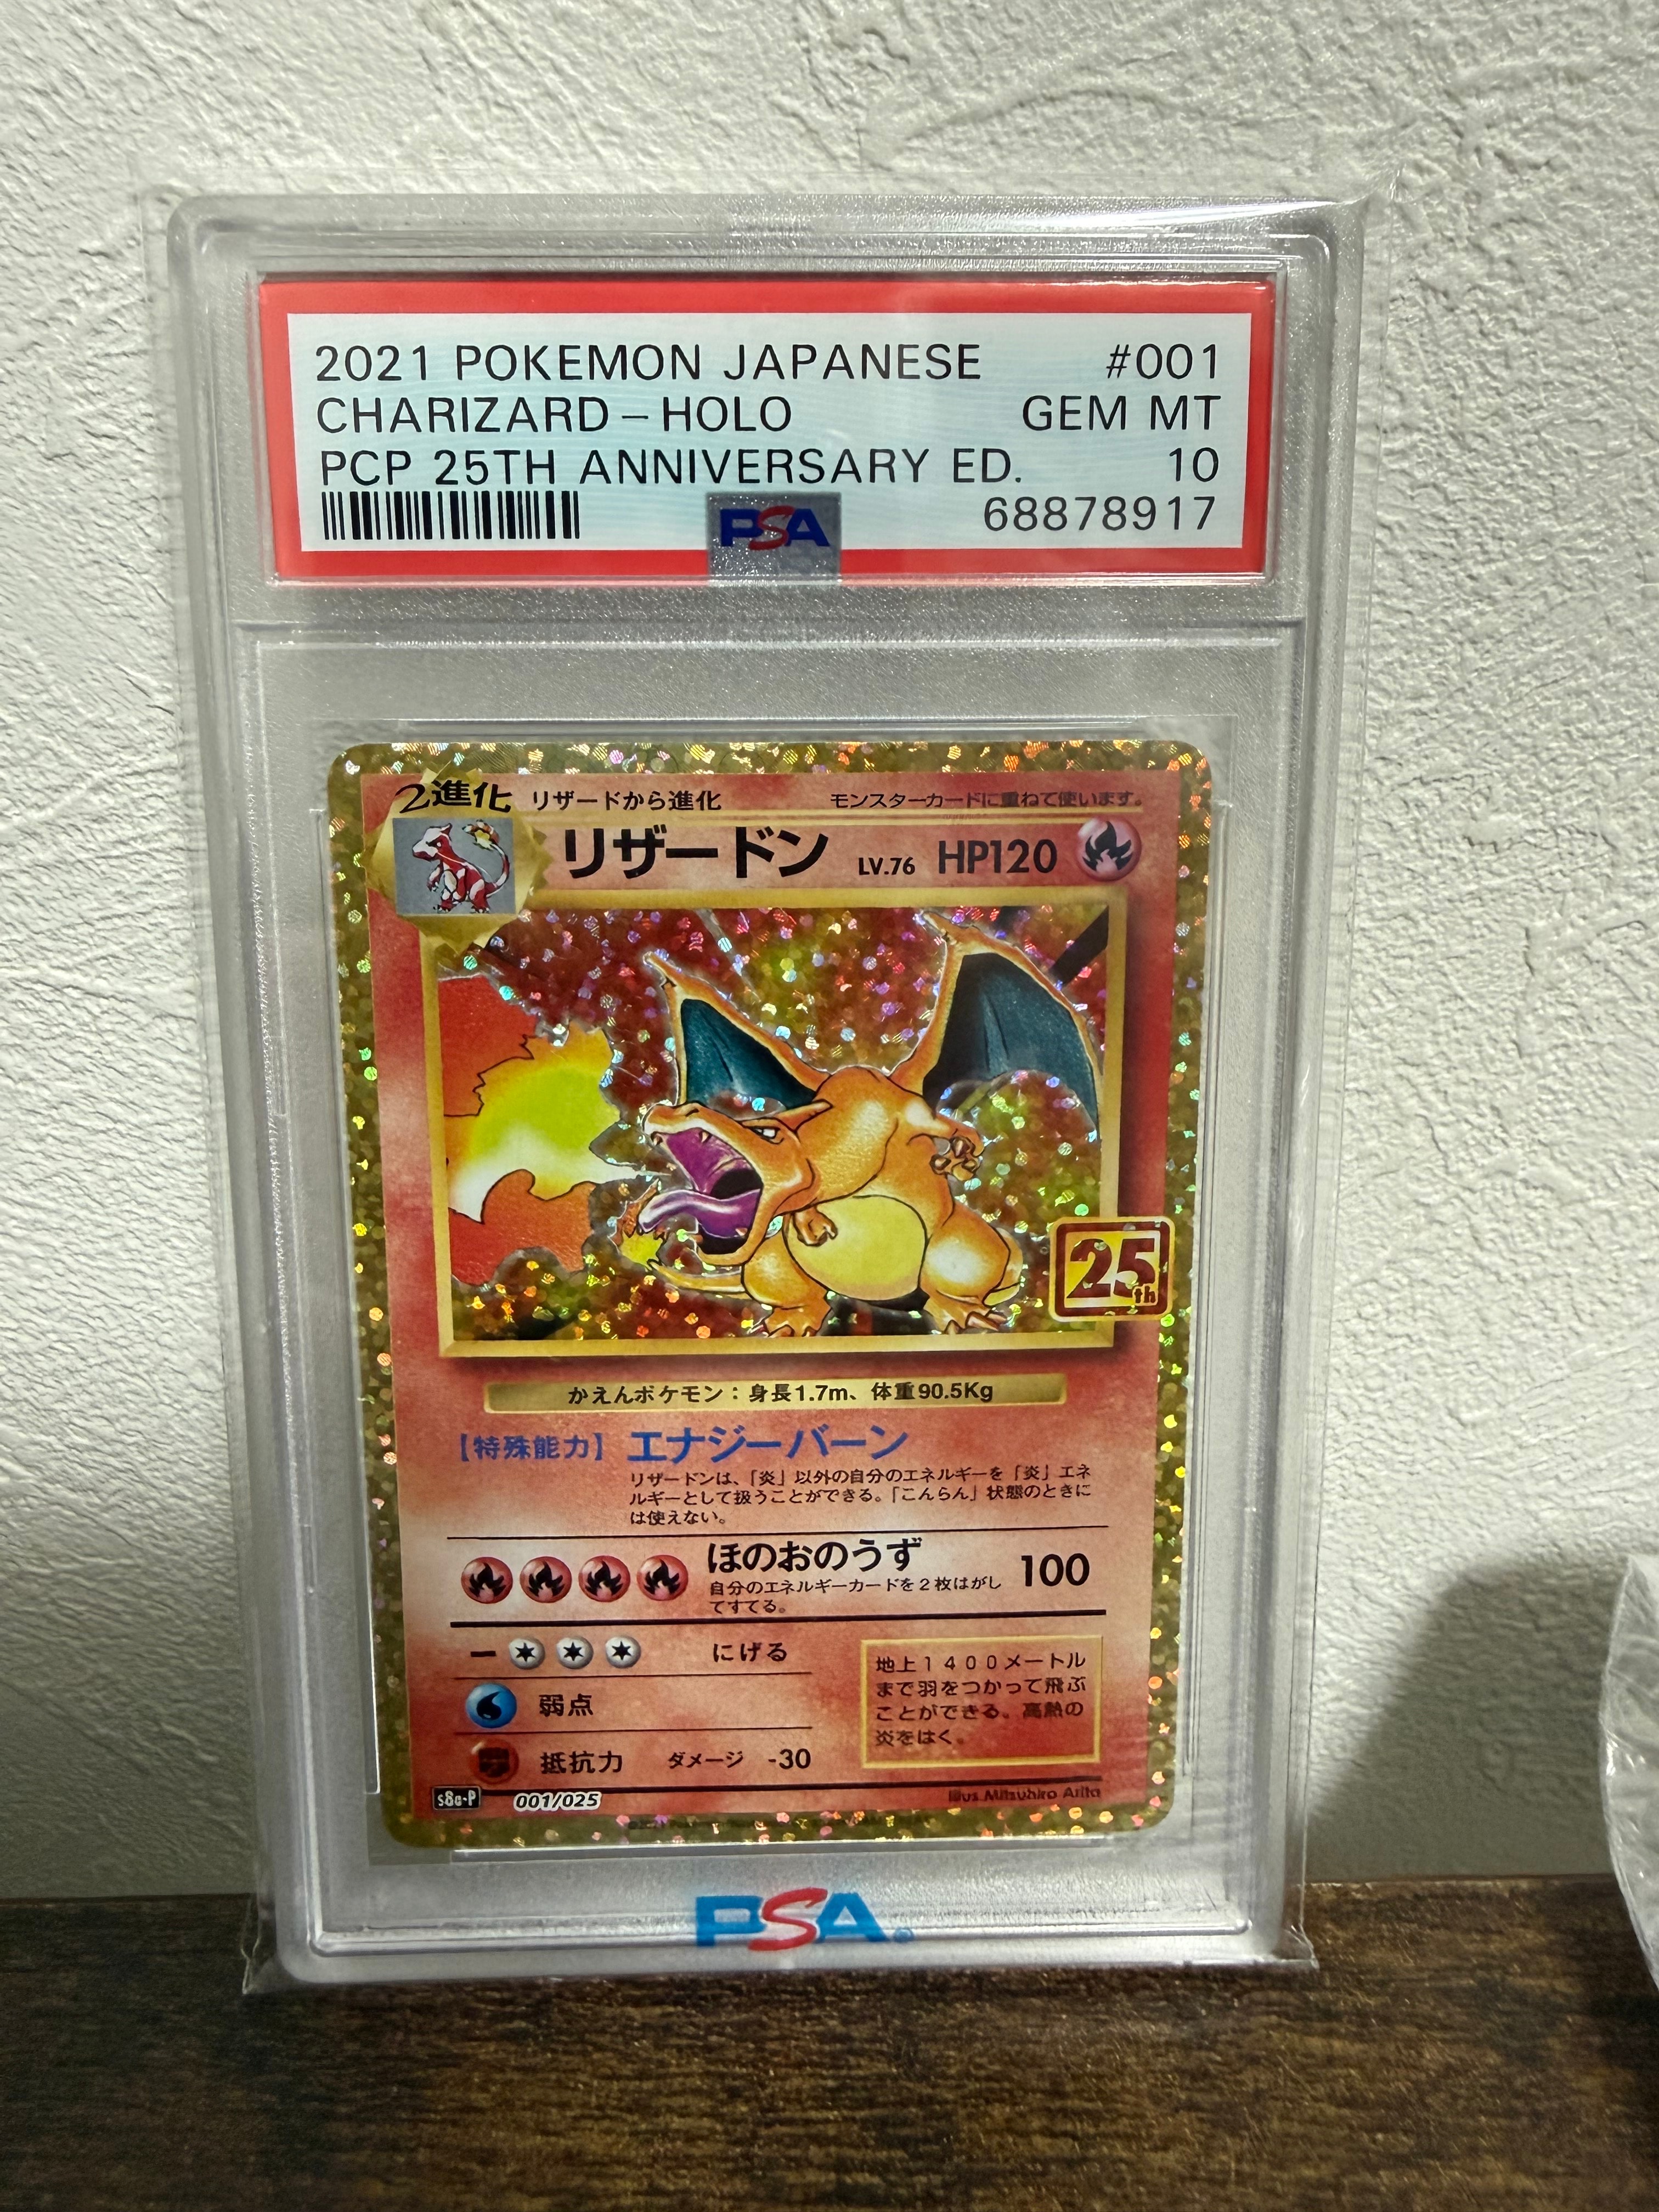 2021 POKEMON JAPANESE #001
CHARIZARD-HOLO GEM MT
PCP 25TH ANNIVERSARY ED. 10
PSA 68878917
2進化 リザードから進化 モンスターカードに重ねて使います。
リザードン LV.76 HP120
25th
かえんポケモン：身長1.7m、体重90.5Kg
【特殊能力】 エナジーバーン
リザードンは、「炎」以外の自分のエネルギーを「炎」エネ
ルギーとして扱うことができる。「こんらん」状態のときに
は使えない。
ほのおのうず 100
自分のエネルギーカードを2枚はがし
てすてる。
にげる
弱点
抵抗力 ダメージ -30
地上1400メートル
まで羽をつかって飛ぶ
ことができる。高熱の
炎をはく。
s8a-P 001/025 Illus.Mitsuhiro Arita
PSA